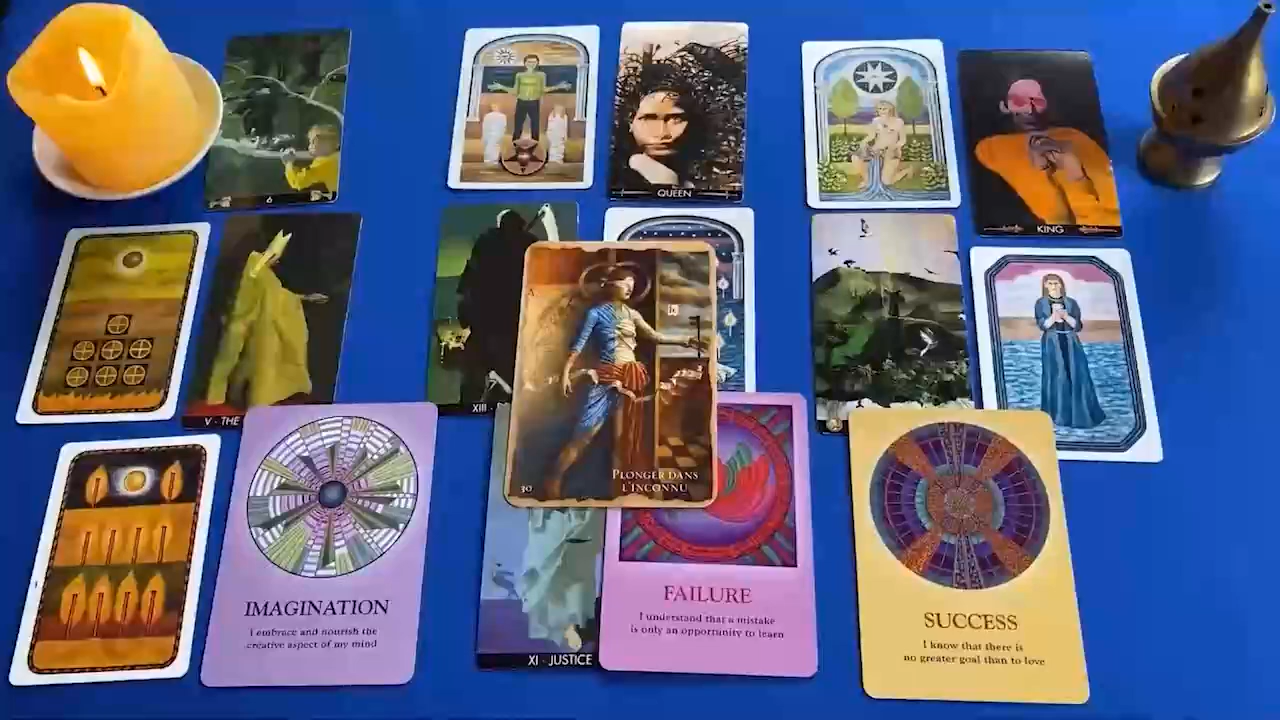 6
QUEEN
KING
V · THE
XIII ·
A
30
PLONGER DANS
L'INCONNU
IMAGINATION
I embrace and nourish the
creative aspect of my mind
XI · JUSTICE
FAILURE
I understand that a mistake
is only an opportunity to learn
SUCCESS
I know that there is
no greater goal than to love